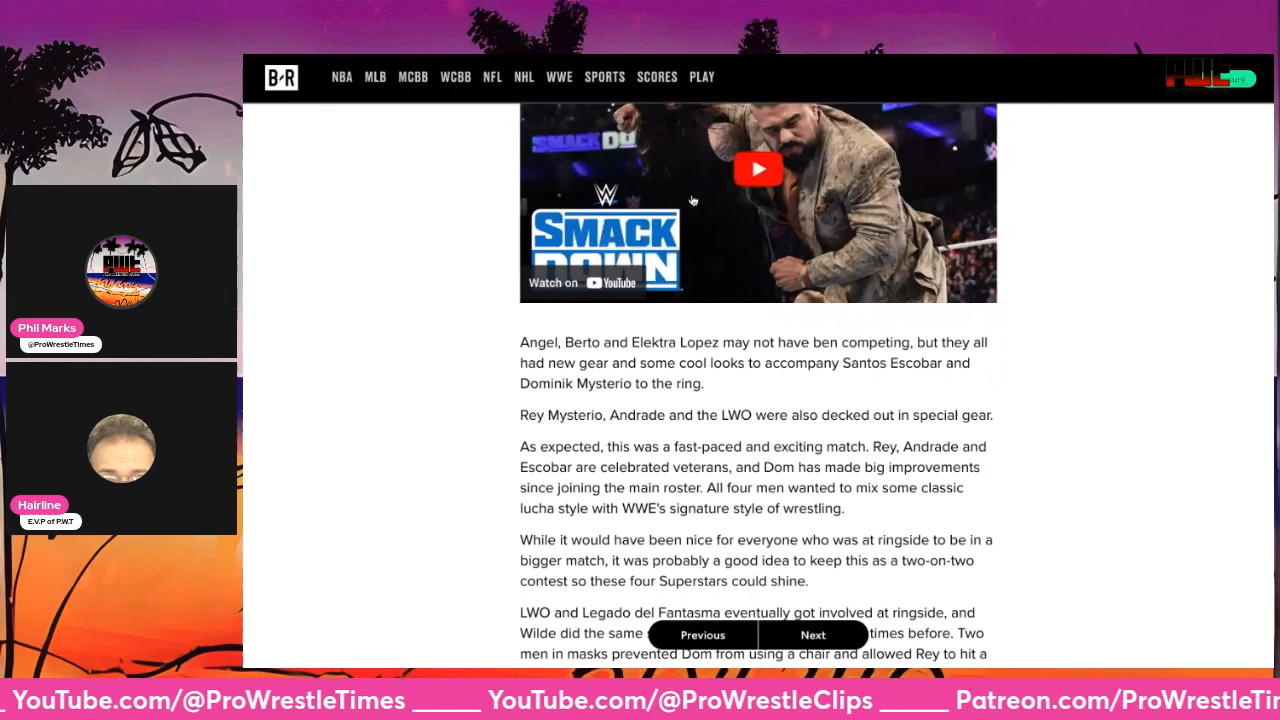 B/R NBA MLB MCBB WCBB NFL NHL WWE SPORTS SCORES PLAY
PWT
SMACKDO
W
SMACK
DOWN
Watch on YouTube
PWT
Phil Marks
@ProWrestleTimes
Hairline
E.V.P of P.W.T
Angel, Berto and Elektra Lopez may not have ben competing, but they all
had new gear and some cool looks to accompany Santos Escobar and
Dominik Mysterio to the ring.
Rey Mysterio, Andrade and the LWO were also decked out in special gear.
As expected, this was a fast-paced and exciting match. Rey, Andrade and
Escobar are celebrated veterans, and Dom has made big improvements
since joining the main roster. All four men wanted to mix some classic
lucha style with WWE's signature style of wrestling.
While it would have been nice for everyone who was at ringside to be in a
bigger match, it was probably a good idea to keep this as a two-on-two
contest so these four Superstars could shine.
LWO and Legado del Fantasma eventually got involved at ringside, and
Wilde did the same times before. Two
Previous Next
men in masks prevented Dom from using a chair and allowed Rey to hit a
_ YouTube.com/@ProWrestleTimes _____ YouTube.com/@ProWrestleClips _____ Patreon.com/ProWrestleTi